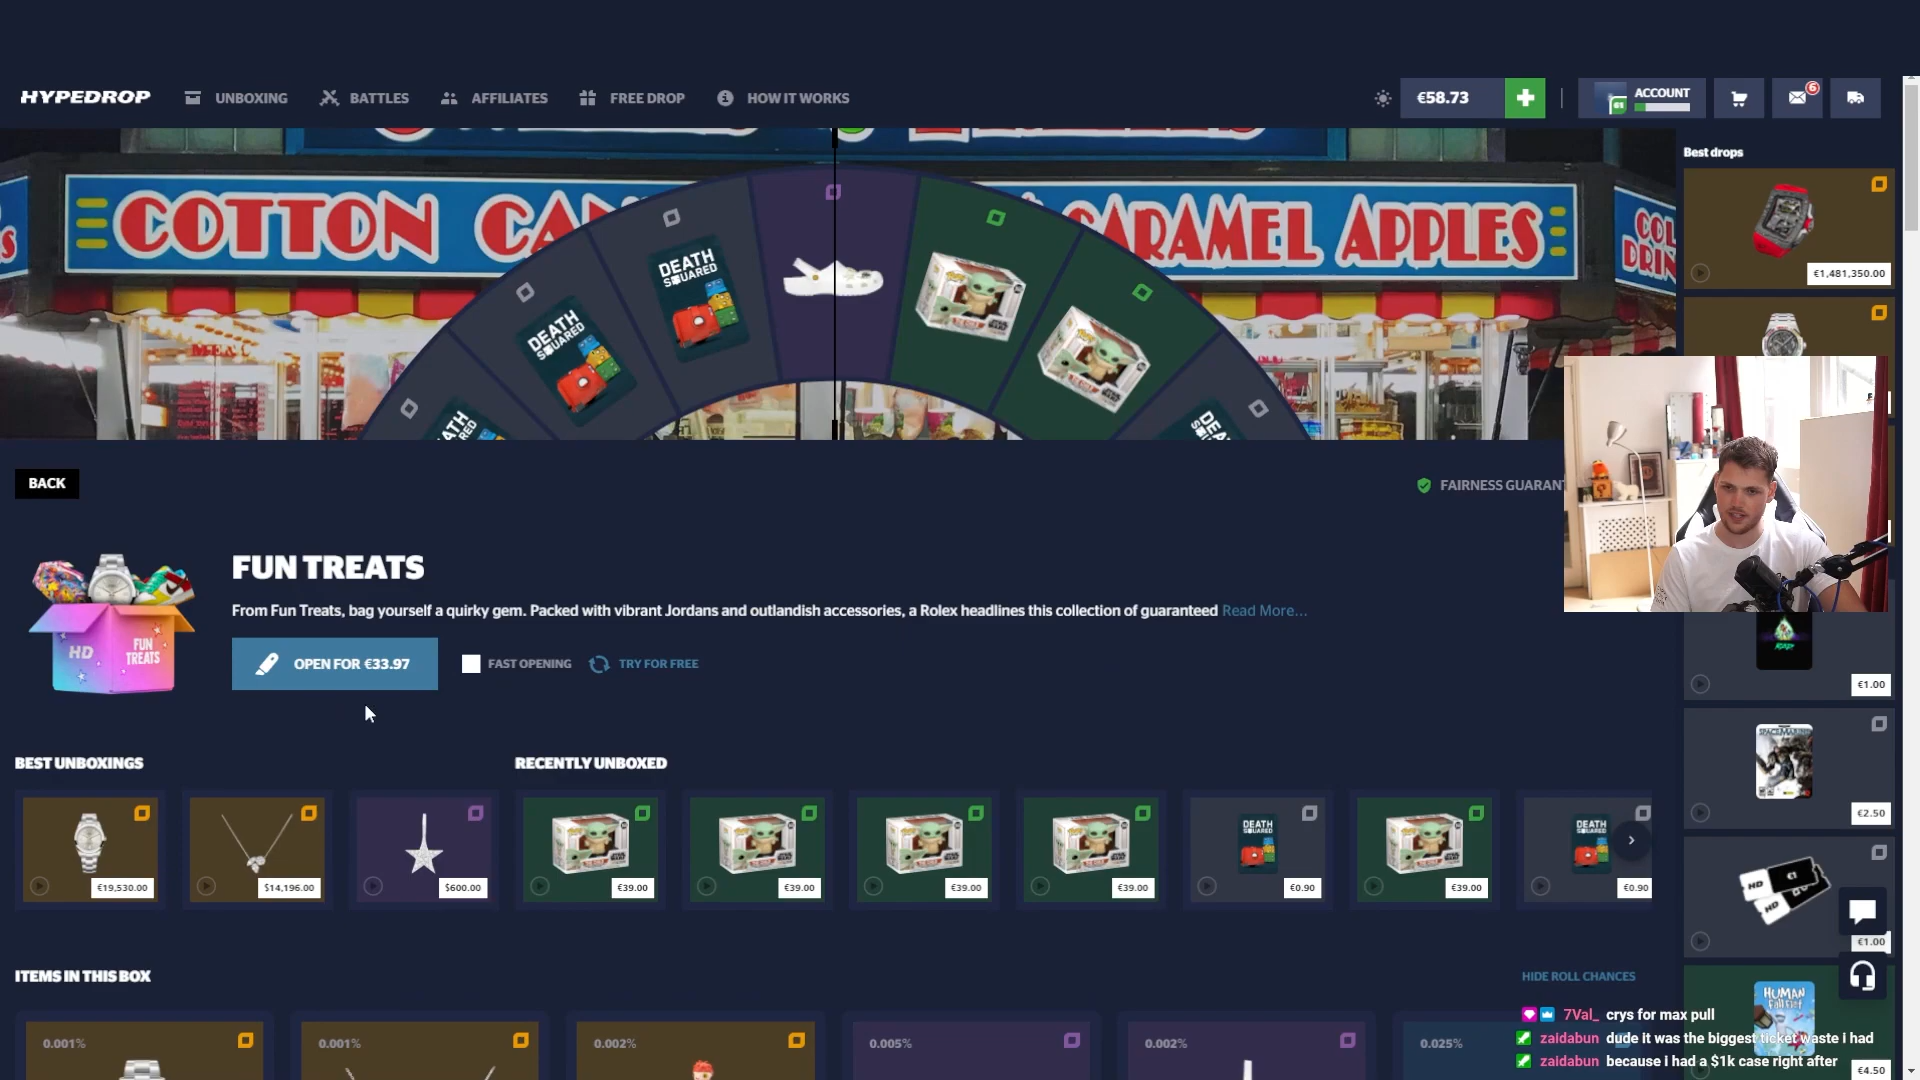 HYPEDROP
UNBOXING
BATTLES
AFFILIATES
FREE DROP
HOW IT WORKS
€58.73
ACCOUNT
6
COTTON CAN
CARAMEL APPLES
COL
DRIN
DEATH
SQUARED
DEATH
SQUARED
Best drops
€1,481,350.00
BACK
FAIRNESS GUARAN
HD
FUN
TREATS
FUN TREATS
From Fun Treats, bag yourself a quirky gem. Packed with vibrant Jordans and outlandish accessories, a Rolex headlines this collection of guaranteed Read More...
OPEN FOR €33.97
FAST OPENING
TRY FOR FREE
€1.00
€2.50
€1.00
€4.50
BEST UNBOXINGS
RECENTLY UNBOXED
€19,530.00
$14,196.00
$600.00
€39.00
€39.00
€39.00
€39.00
DEATH
SQUARED
€0.90
€39.00
DEATH
SQUARED
€0.90
HD
€1
HD
HUMAN
ITEMS IN THIS BOX
HIDE ROLL CHANCES
0.001%
0.001%
0.002%
0.005%
0.002%
0.025%
7Val_ crys for max pull
zaidabun dude it was the biggest ticket waste i had
zaidabun because i had a $1k case right after